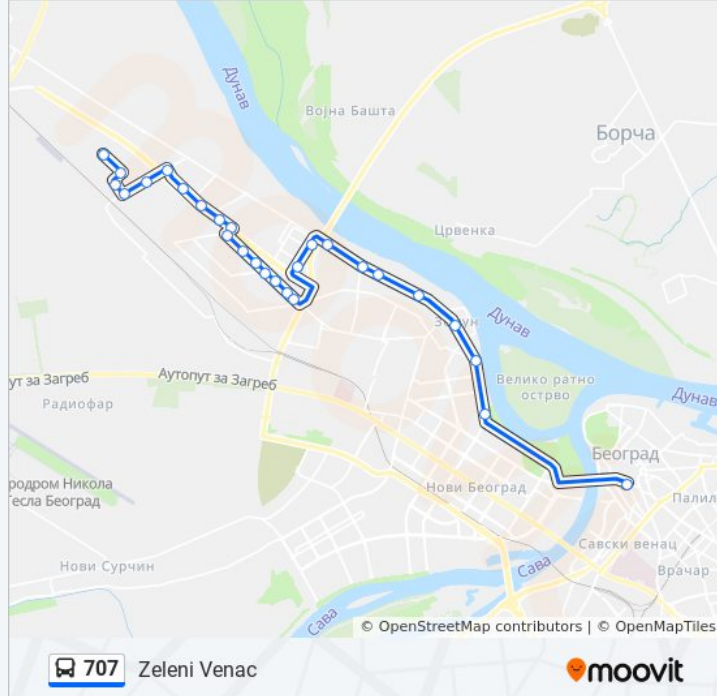 Дунав
Војна Башта
Борча
Црвенка
Дунав
Земун
ут за Загреб
Аутопут за Загреб
Велико ратно
острво
Дунав
Радиофар
Београд
родром Никола
Тесла Београд
Нови Београд
Палил
Савски венац
Нови Сурчин
Сава
Врачар
Сава
© OpenStreetMap contributors | © OpenMapTiles
707 Zeleni Venac
moovit